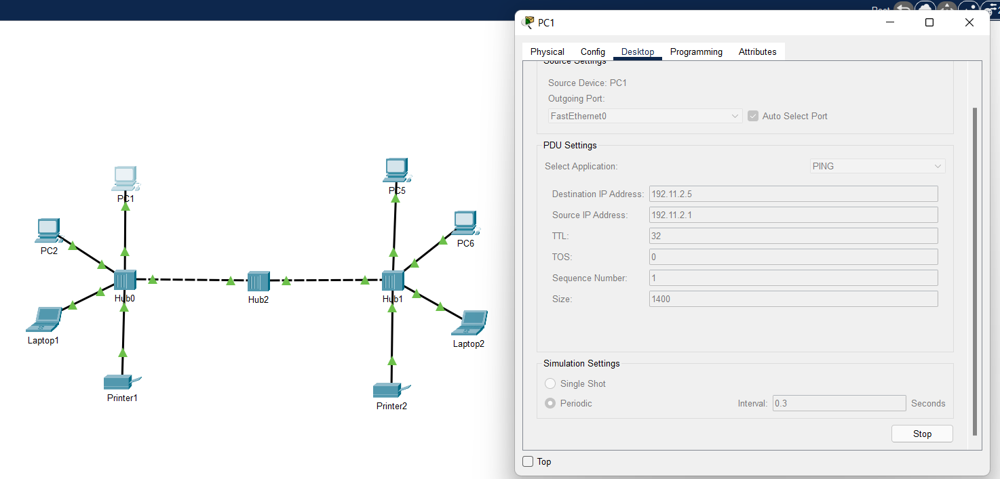 Root
PC1
Physical Config Desktop Programming Attributes
Source Settings
Source Device: PC1
Outgoing Port:
FastEthernet0 Auto Select Port
PDU Settings
Select Application: PING
Destination IP Address: 192.11.2.5
Source IP Address: 192.11.2.1
TTL: 32
TOS: 0
Sequence Number: 1
Size: 1400
Simulation Settings
Single Shot
Periodic Interval: 0.3 Seconds
Stop
Top
PC1
PC5
PC2
PC6
Hub0
Hub2
Hub1
Laptop1
Laptop2
Printer1
Printer2